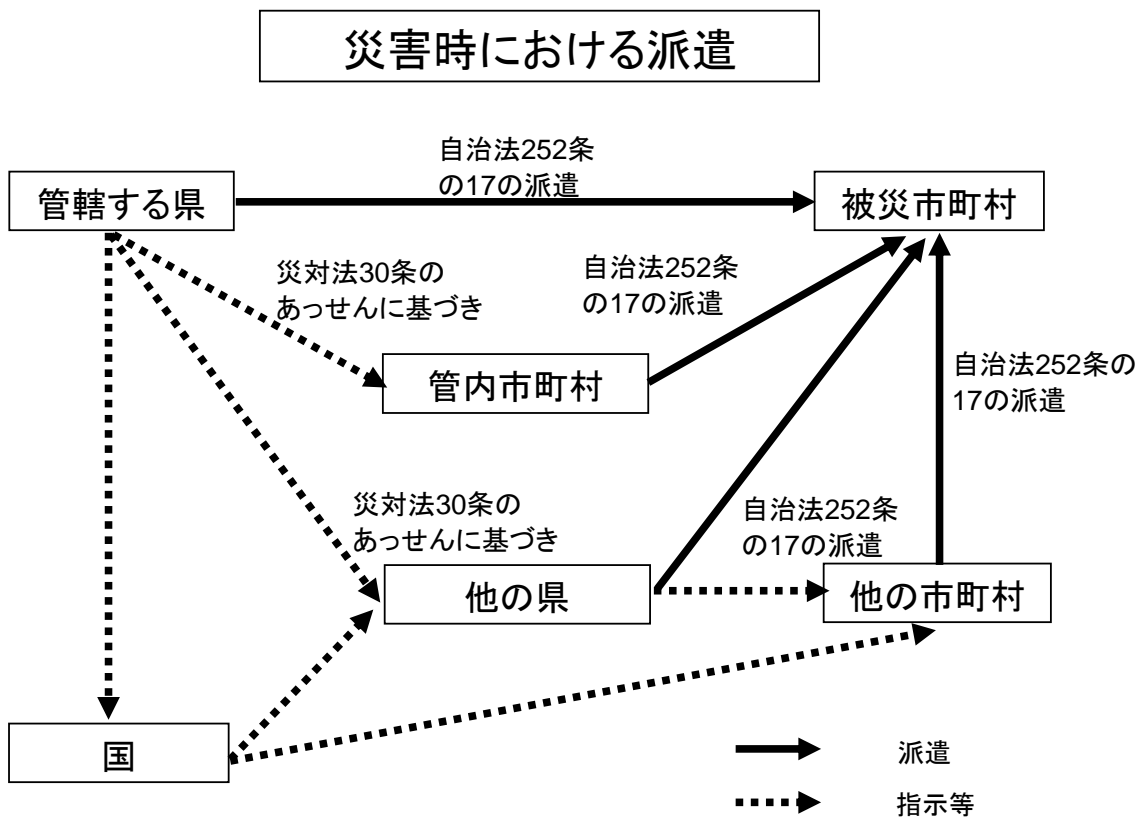 災害時における派遣
自治法252条
の17の派遣
管轄する県
被災市町村
災対法30条の
あっせんに基づき
自治法252条
の17の派遣
管内市町村
自治法252条の
17の派遣
災対法30条の
あっせんに基づき
自治法252条
の17の派遣
他の県
他の市町村
国
派遣
指示等